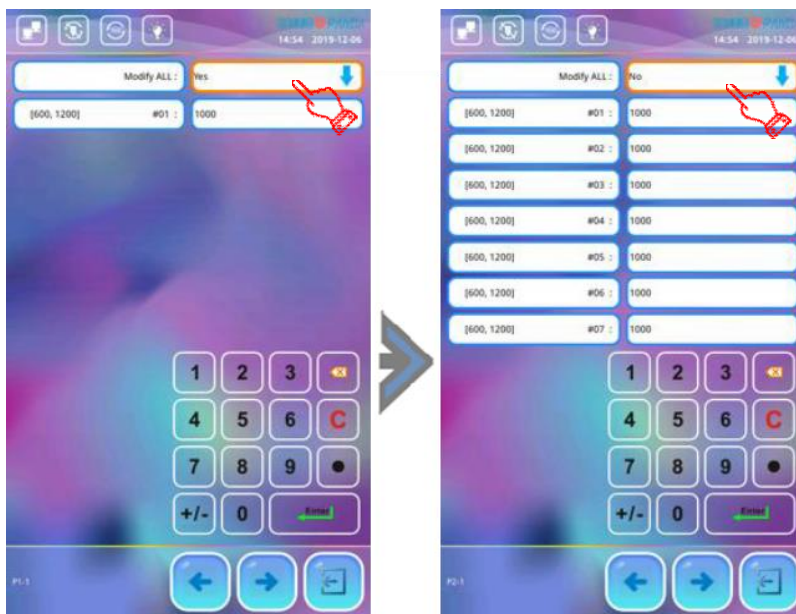 14:54 2019-12-06
Modify ALL : Yes
[600, 1200] #01 : 1000
1 2 3
4 5 6 C
7 8 9 •
+/- 0 Enter
P1-1
14:54 2019-12-06
Modify ALL : No
[600, 1200] #01 : 1000
[600, 1200] #02 : 1000
[600, 1200] #03 : 1000
[600, 1200] #04 : 1000
[600, 1200] #05 : 1000
[600, 1200] #06 : 1000
[600, 1200] #07 : 1000
1 2 3
4 5 6 C
7 8 9 •
+/- 0 Enter
P2-1